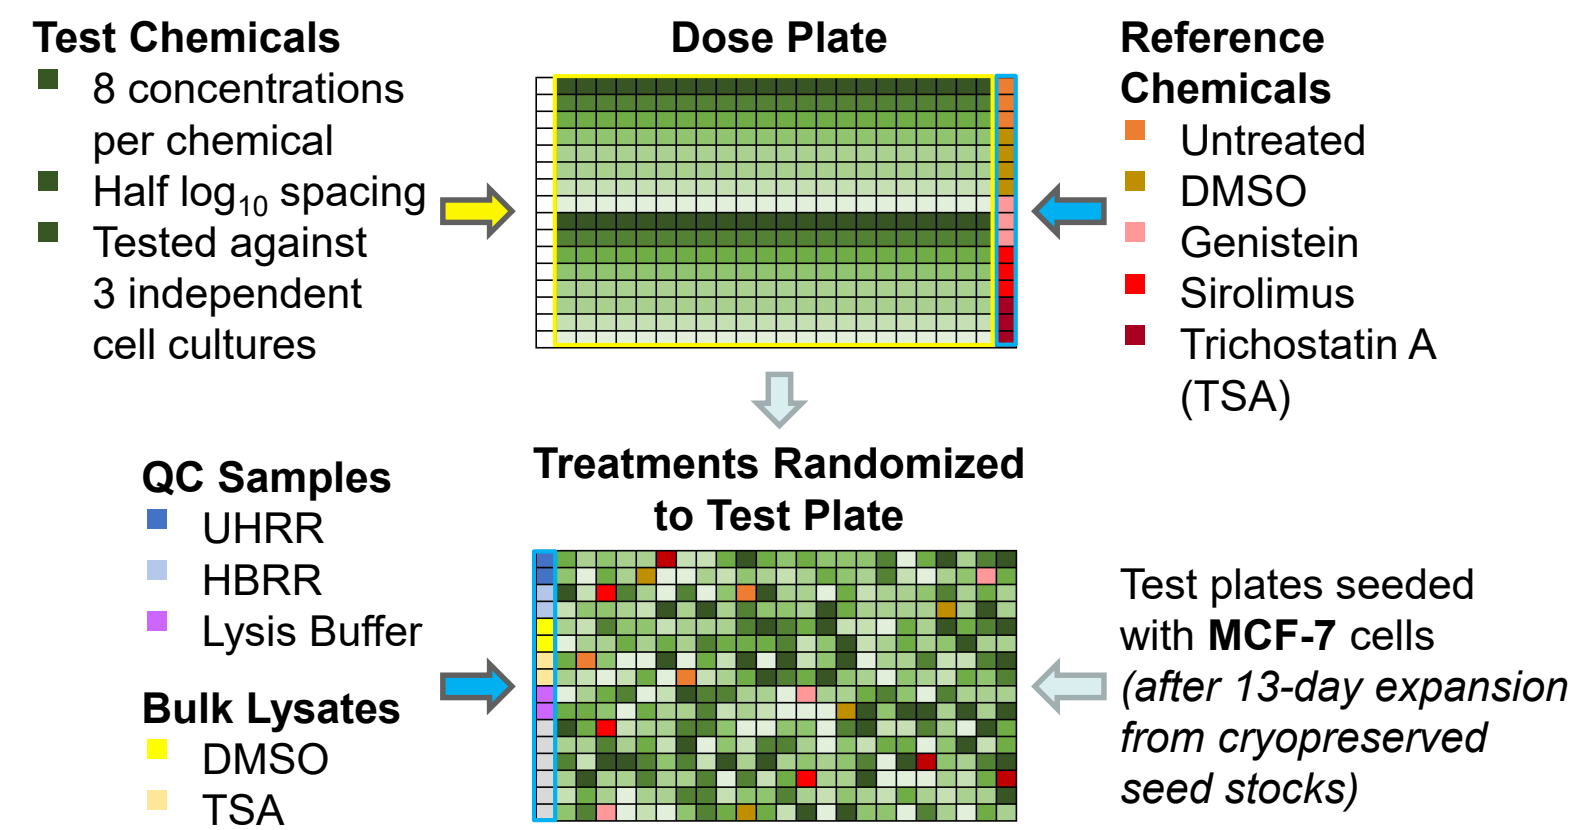 Test Chemicals
8 concentrations
per chemical
Half log10 spacing
Tested against
3 independent
cell cultures
Dose Plate
Reference
Chemicals
Untreated
DMSO
Genistein
Sirolimus
Trichostatin A
(TSA)
QC Samples
UHRR
HBRR
Lysis Buffer
Bulk Lysates
DMSO
TSA
Treatments Randomized
to Test Plate
Test plates seeded
with MCF-7 cells
(after 13-day expansion
from cryopreserved
seed stocks)